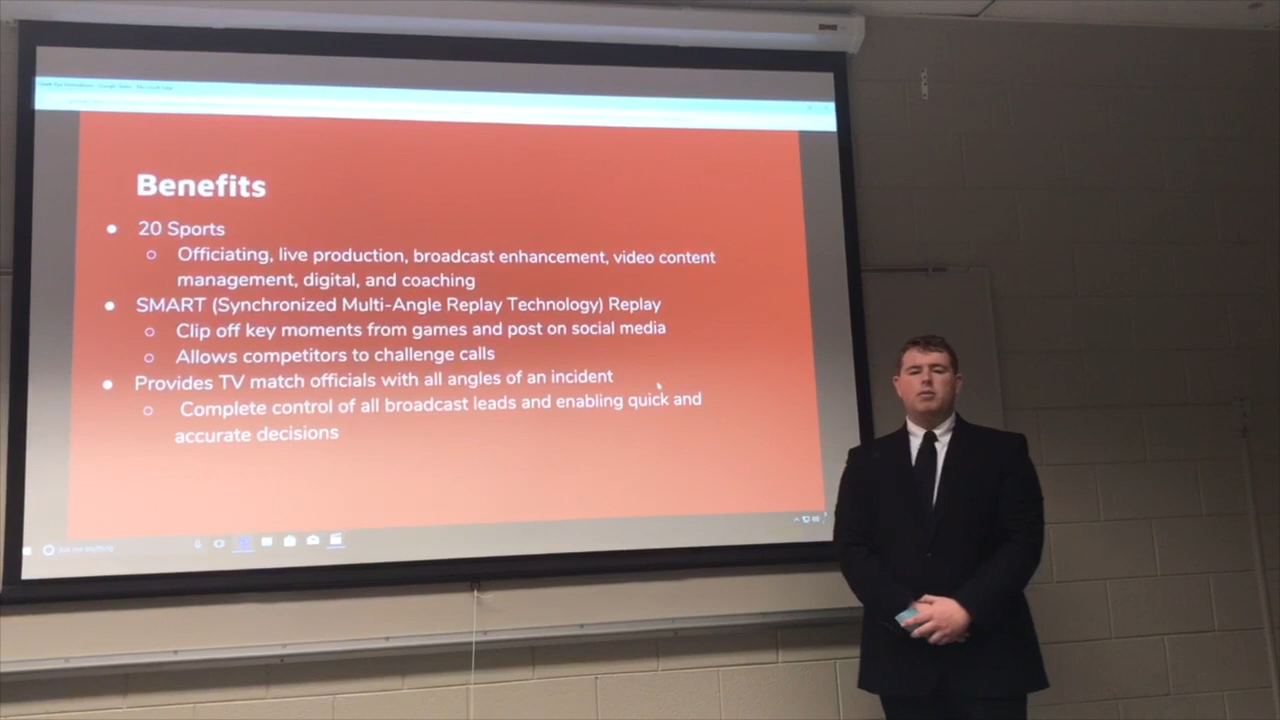 Benefits
● 20 Sports
○ Officiating, live production, broadcast enhancement, video content
management, digital, and coaching
● SMART (Synchronized Multi-Angle Replay Technology) Replay
○ Clip off key moments from games and post on social media
○ Allows competitors to challenge calls
● Provides TV match officials with all angles of an incident
○ Complete control of all broadcast leads and enabling quick and
accurate decisions
Ask me anything